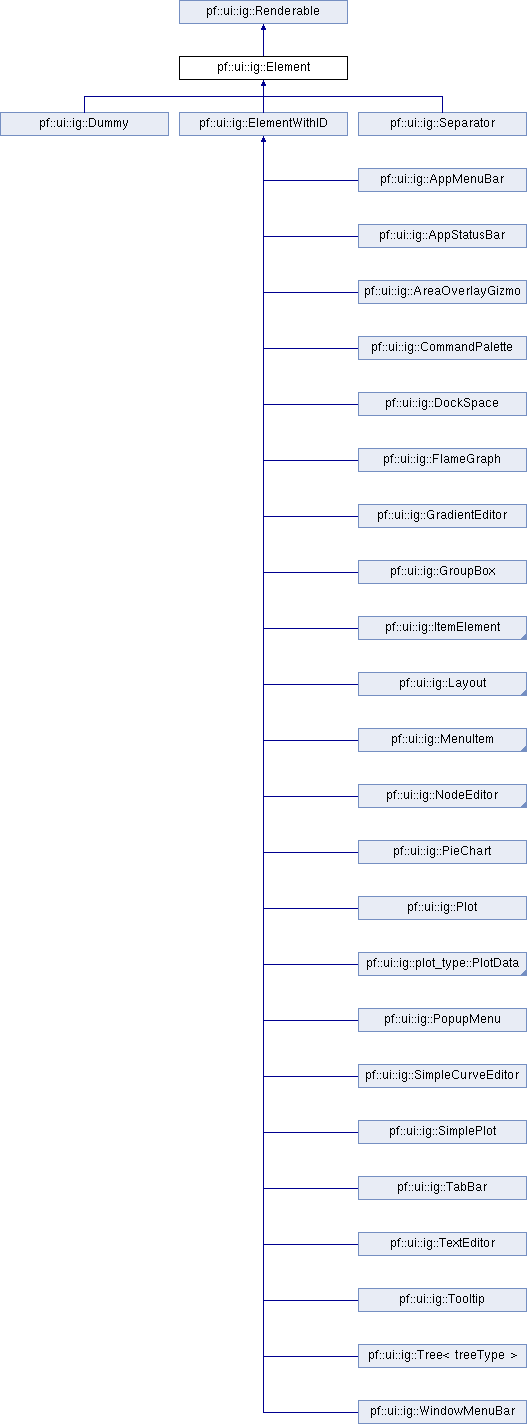 pf::ui::ig::Renderable
pf::ui::ig::Element
pf::ui::ig::Dummy
pf::ui::ig::ElementWithID
pf::ui::ig::Separator
pf::ui::ig::AppMenuBar
pf::ui::ig::AppStatusBar
pf::ui::ig::AreaOverlayGizmo
pf::ui::ig::CommandPalette
pf::ui::ig::DockSpace
pf::ui::ig::FlameGraph
pf::ui::ig::GradientEditor
pf::ui::ig::GroupBox
pf::ui::ig::ItemElement
pf::ui::ig::Layout
pf::ui::ig::MenuItem
pf::ui::ig::NodeEditor
pf::ui::ig::PieChart
pf::ui::ig::Plot
pf::ui::ig::plot_type::PlotData
pf::ui::ig::PopupMenu
pf::ui::ig::SimpleCurveEditor
pf::ui::ig::SimplePlot
pf::ui::ig::TabBar
pf::ui::ig::TextEditor
pf::ui::ig::Tooltip
pf::ui::ig::Tree< treeType >
pf::ui::ig::WindowMenuBar